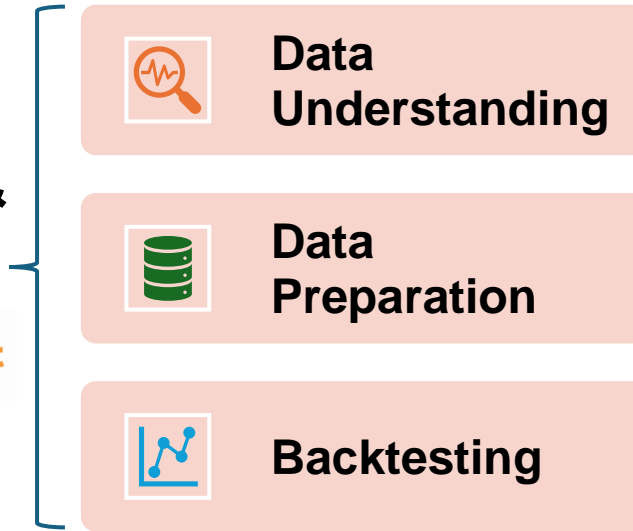 Data
Understanding
&
Data
Preparation
Backtesting